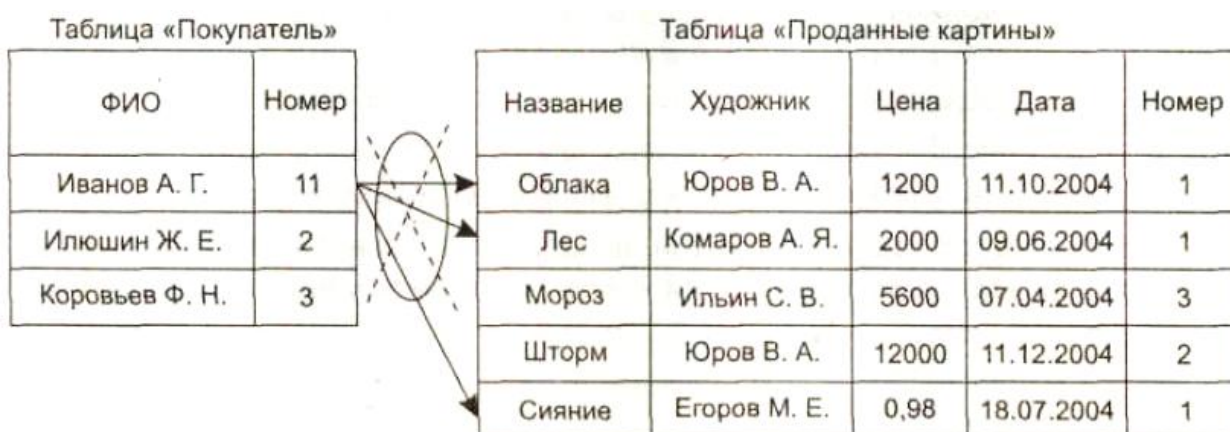 Таблица «Покупатель»
ФИО Номер
Иванов А. Г. 11
Илюшин Ж. Е. 2
Коровьев Ф. Н. 3
Таблица «Проданные картины»
Название Художник Цена Дата Номер
Облака Юров В. А. 1200 11.10.2004 1
Лес Комаров А. Я. 2000 09.06.2004 1
Мороз Ильин С. В. 5600 07.04.2004 3
Шторм Юров В. А. 12000 11.12.2004 2
Сияние Егоров М. Е. 0,98 18.07.2004 1